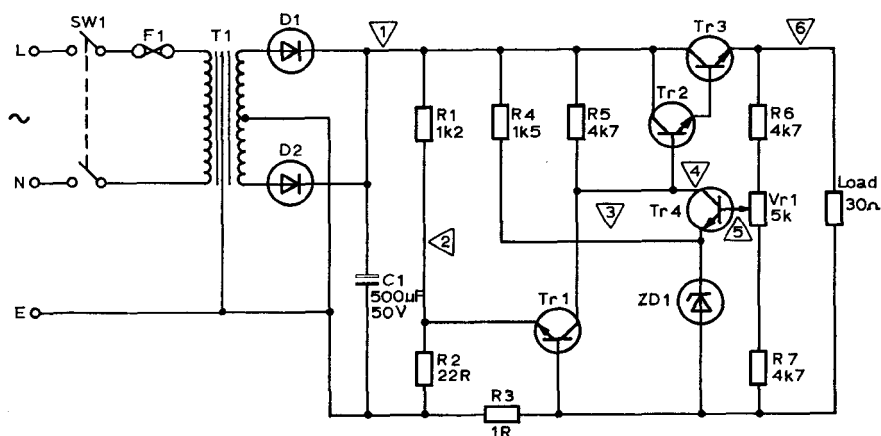 SW1
F1
T1
D1
1
Tr3
6
L
R1
1k2
R4
1k5
R5
4k7
Tr2
R6
4k7
~
D2
N
4
3
Tr4
5
Vr1
5k
Load
30Ω
2
C1
500µF
50V
Tr1
ZD1
E
R2
22R
R3
1R
R7
4k7